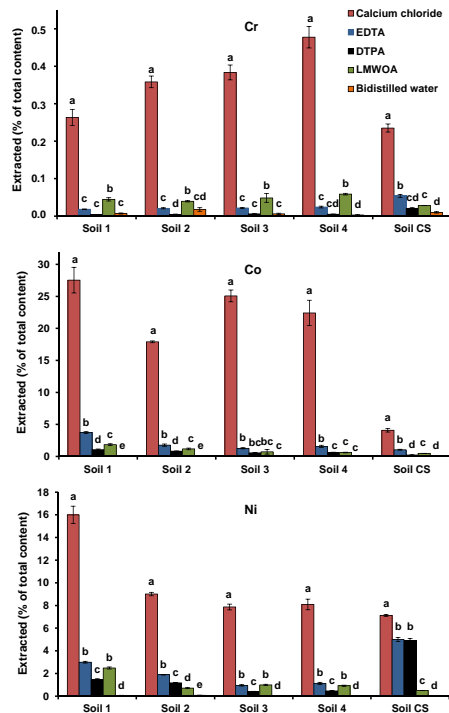 Calcium chloride
EDTA
DTPA
LMWOA
Bidistilled water
Cr
Extracted (% of total content)
0.5
0.4
0.3
0.2
0.1
0.0
a c c b c
a c c b cd
a c c b c
a c cd b d
a b cd c d
Soil 1 Soil 2 Soil 3 Soil 4 Soil CS
Co
Extracted (% of total content)
30
25
20
15
10
5
0
a b d c e
a b d c e
a b bc bc c
a b c c c
a b d c d
Soil 1 Soil 2 Soil 3 Soil 4 Soil CS
Ni
Extracted (% of total content)
18
16
14
12
10
8
6
4
2
0
a b c b d
a b c d e
a b c b d
a b c b d
a b b c d
Soil 1 Soil 2 Soil 3 Soil 4 Soil CS